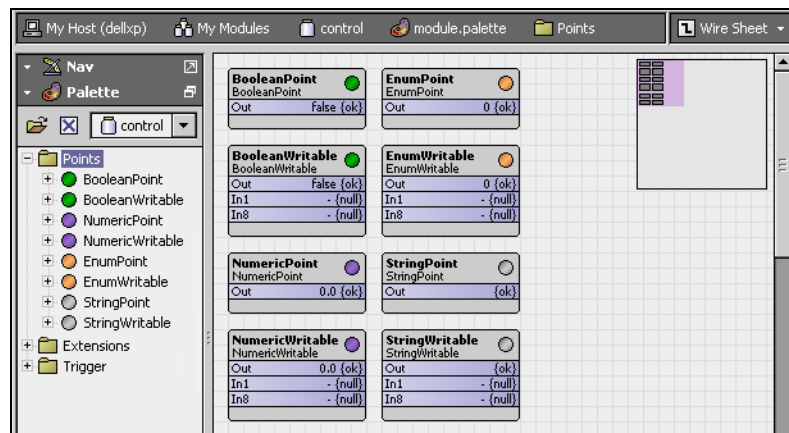 My Host (dellxp) My Modules control module.palette Points Wire Sheet
Nav
Palette
control
Points
BooleanPoint
BooleanWritable
NumericPoint
NumericWritable
EnumPoint
EnumWritable
StringPoint
StringWritable
Extensions
Trigger
BooleanPoint
BooleanPoint
Out false {ok}
EnumPoint
EnumPoint
Out 0 {ok}
BooleanWritable
BooleanWritable
Out false {ok}
In1 - {null}
In8 - {null}
EnumWritable
EnumWritable
Out 0 {ok}
In1 - {null}
In8 - {null}
NumericPoint
NumericPoint
Out 0.0 {ok}
StringPoint
StringPoint
Out {ok}
NumericWritable
NumericWritable
Out 0.0 {ok}
In1 - {null}
In8 - {null}
StringWritable
StringWritable
Out {ok}
In1 - {null}
In8 - {null}